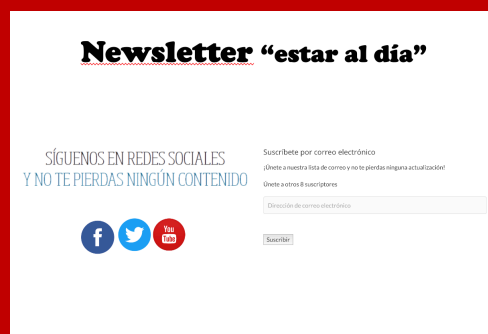 Newsletter “estar al día”
SÍGUENOS EN REDES SOCIALES
Y NO TE PIERDAS NINGÚN CONTENIDO
f
You
Tube
Suscríbete por correo electrónico
¡Únete a nuestra lista de correo y no te pierdas ninguna actualización!
Únete a otros 8 suscriptores
Dirección de correo electrónico
Suscribir